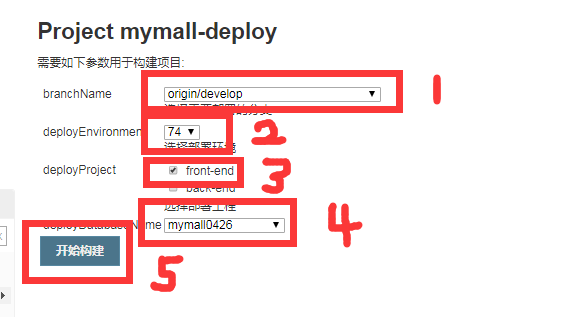 Project mymall-deploy
需要如下参数用于构建项目:
branchName origin/develop 1
选择需要部署的分支
deployEnvironment 74 2
选择部署环境
deployProject front-end 3
back-end
选择部署工程
deployDatabaseName mymall0426 4
开始构建 5